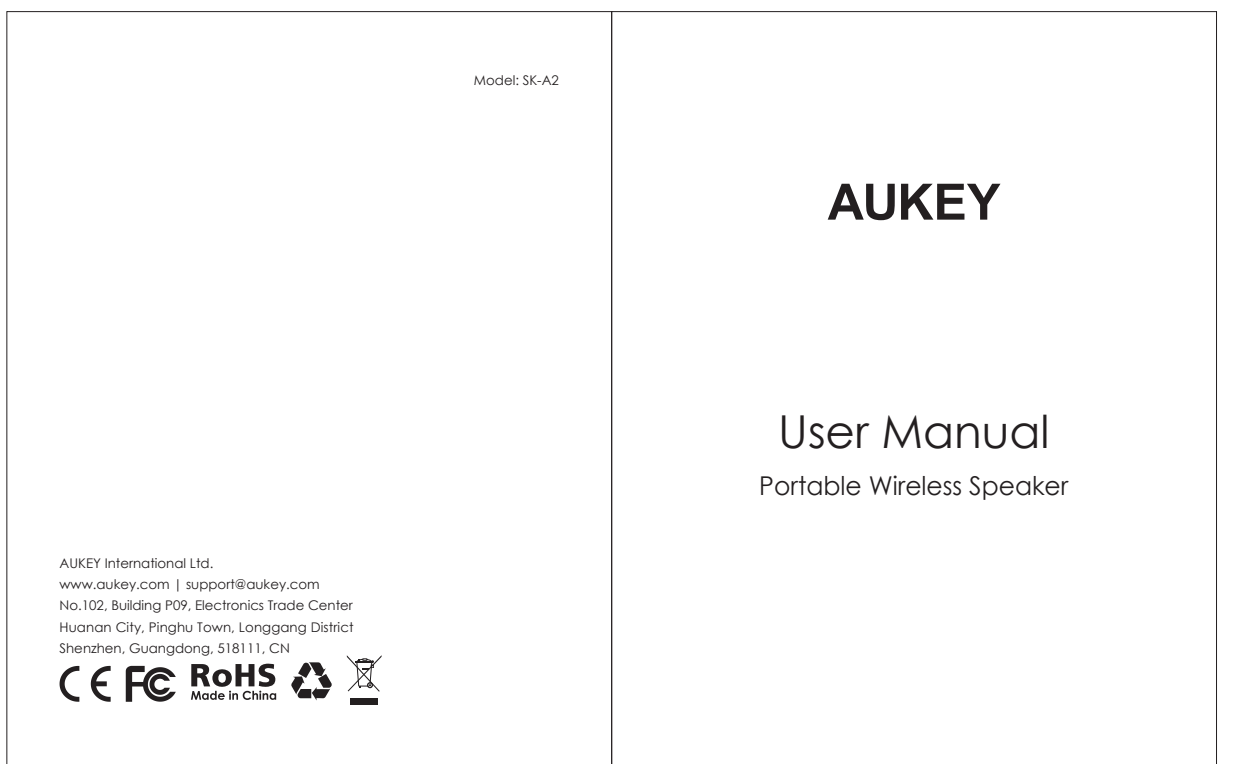 Model: SK-A2
AUKEY International Ltd.
www.aukey.com | support@aukey.com
No.102, Building P09, Electronics Trade Center
Huanan City, Pinghu Town, Longgang District
Shenzhen, Guangdong, 518111, CN
CE FC RoHS
Made in China
AUKEY
User Manual
Portable Wireless Speaker